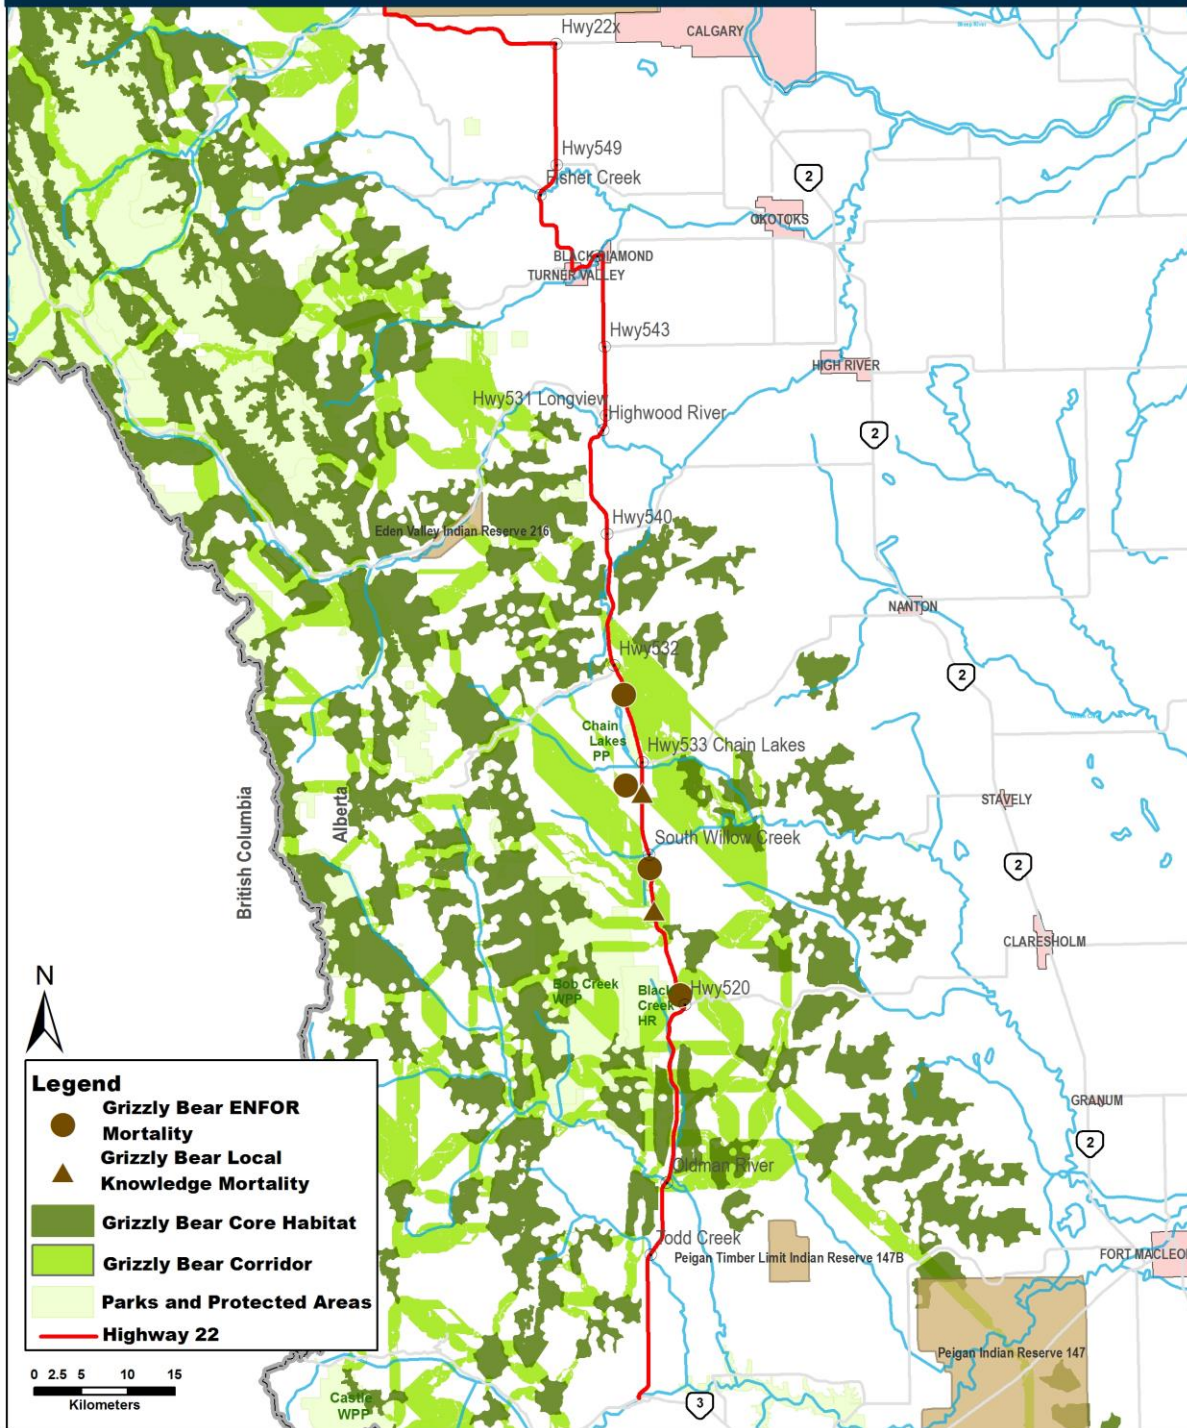 Hwy22x
CALGARY
Hwy549
Fisher Creek
2
OKOTOKS
BLACK DIAMOND
TURNER VALLEY
Hwy543
HIGH RIVER
Hwy531 Longview
Highwood River
2
Hwy540
Eden Valley Indian Reserve 216
NANTON
Hwy532
2
Chain
Lakes
PP
Hwy533 Chain Lakes
British Columbia
Alberta
STAVELY
South Willow Creek
2
CLARESHOLM
N
Bob Creek
WPP
Black
Creek
HR
Hwy520
GRANUM
2
Oldman River
Todd Creek
Peigan Timber Limit Indian Reserve 147B
FORT MACLEOD
Peigan Indian Reserve 147
3
Castle
WPP
Legend
Grizzly Bear ENFOR
Mortality
Grizzly Bear Local
Knowledge Mortality
Grizzly Bear Core Habitat
Grizzly Bear Corridor
Parks and Protected Areas
Highway 22
0 2.5 5 10 15
Kilometers